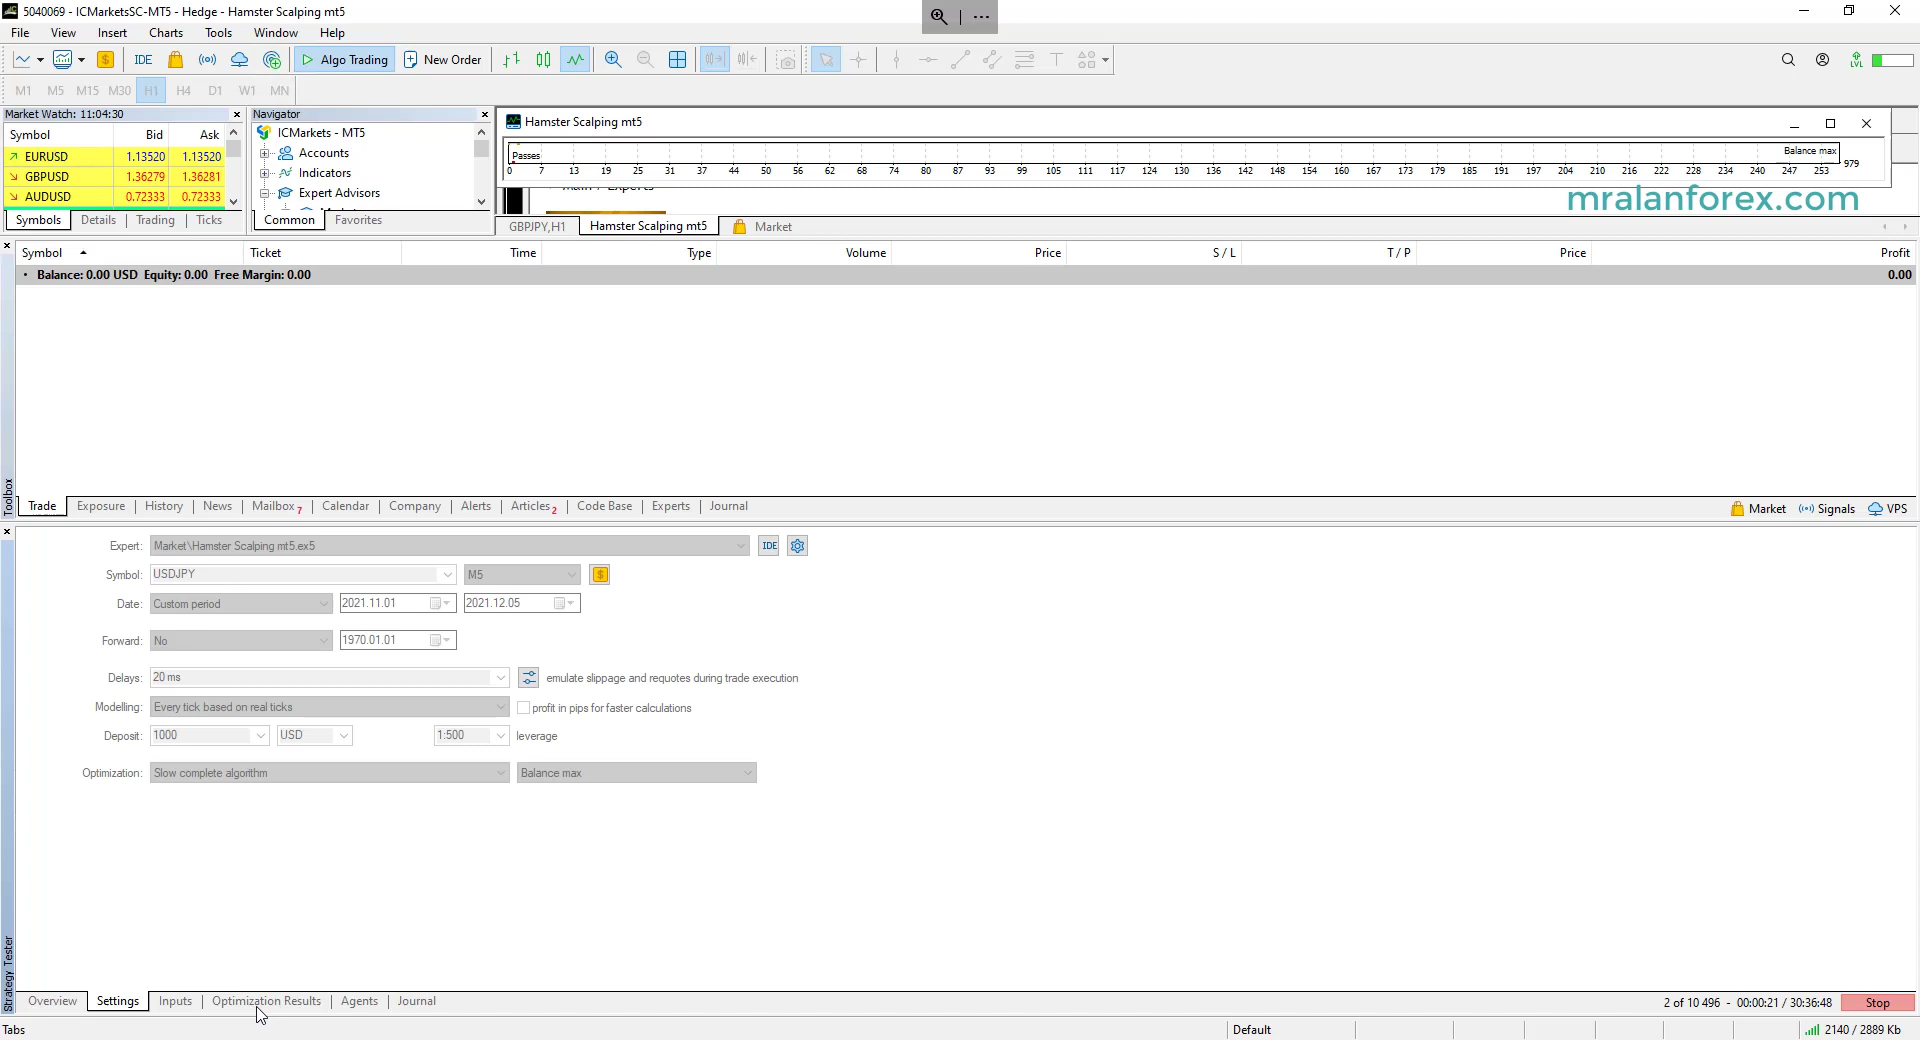 5040069 - ICMarketsSC-MT5 - Hedge - Hamster Scalping mt5
File View Insert Charts Tools Window Help
IDE Algo Trading New Order LVL
M1 M5 M15 M30 H1 H4 D1 W1 MN
Market Watch: 11:04:30
Symbol Bid Ask
EURUSD 1.13520 1.13520
GBPUSD 1.36279 1.36281
AUDUSD 0.72333 0.72333
Symbols Details Trading Ticks
Navigator
ICMarkets - MT5
Accounts
Indicators
Expert Advisors
Common Favorites
Hamster Scalping mt5
Passes Balance max
979
0 7 13 19 25 31 37 44 50 56 62 68 74 80 87 93 99 105 111 117 124 130 136 142 148 154 160 167 173 179 185 191 197 204 210 216 222 228 234 240 247 253
mralanforex.com
GBPJPY,H1 Hamster Scalping mt5 Market
Symbol Ticket Time Type Volume Price S / L T / P Price Profit
Balance: 0.00 USD Equity: 0.00 Free Margin: 0.00 0.00
Toolbox
Trade Exposure History News Mailbox 7 Calendar Company Alerts Articles 2 Code Base Experts Journal
Market Signals VPS
Expert: Market\Hamster Scalping mt5.ex5 IDE
Symbol: USDJPY M5
Date: Custom period 2021.11.01 2021.12.05
Forward: No 1970.01.01
Delays: 20 ms emulate slippage and requotes during trade execution
Modelling: Every tick based on real ticks profit in pips for faster calculations
Deposit: 1000 USD 1:500 leverage
Optimization: Slow complete algorithm Balance max
Strategy Tester
Overview Settings Inputs Optimization Results Agents Journal
2 of 10 496 - 00:00:21 / 30:36:48 Stop
Tabs Default 2140 / 2889 Kb